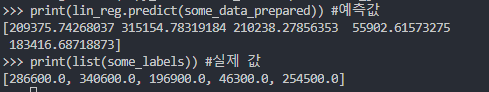 >>> print(lin_reg.predict(some_data_prepared)) #예측값
[209375.74268037 315154.78319184 210238.27856353  55902.61573275
 183416.68718873]
>>> print(list(some_labels)) #실제 값
[286600.0, 340600.0, 196900.0, 46300.0, 254500.0]